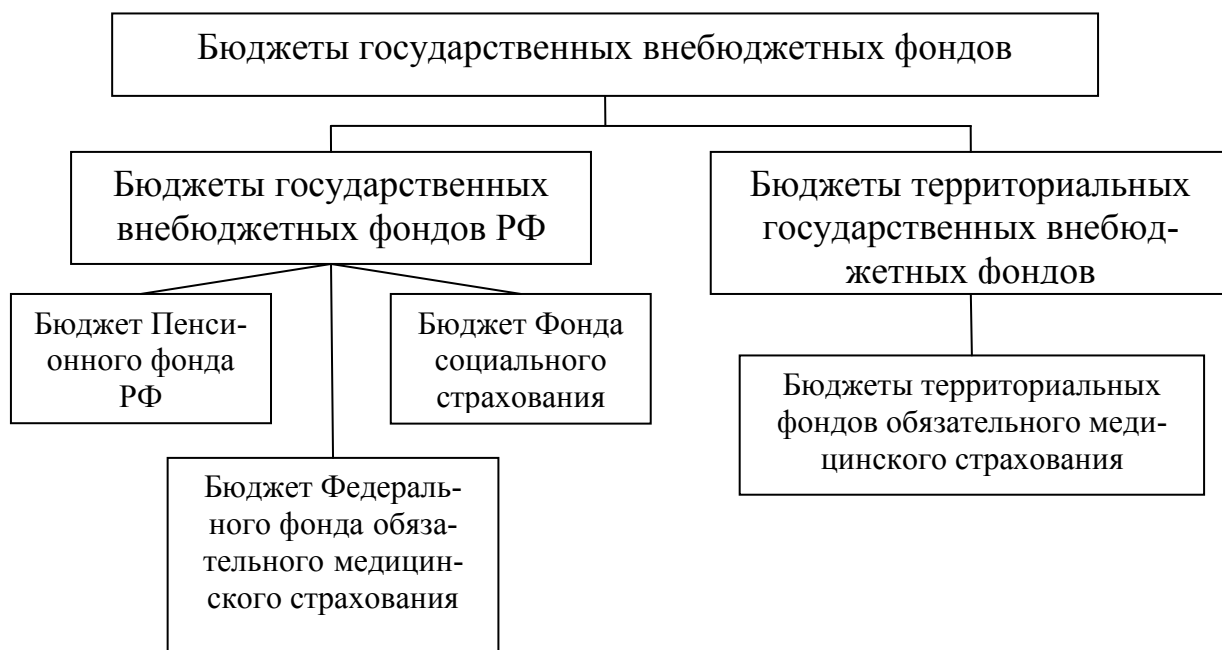 Бюджеты государственных внебюджетных фондов
Бюджеты государственных
внебюджетных фондов РФ
Бюджеты территориальных
государственных внебюд-
жетных фондов
Бюджет Пенси-
онного фонда
РФ
Бюджет Фонда
социального
страхования
Бюджеты территориальных
фондов обязательного меди-
цинского страхования
Бюджет Федераль-
ного фонда обяза-
тельного медицин-
ского страхования